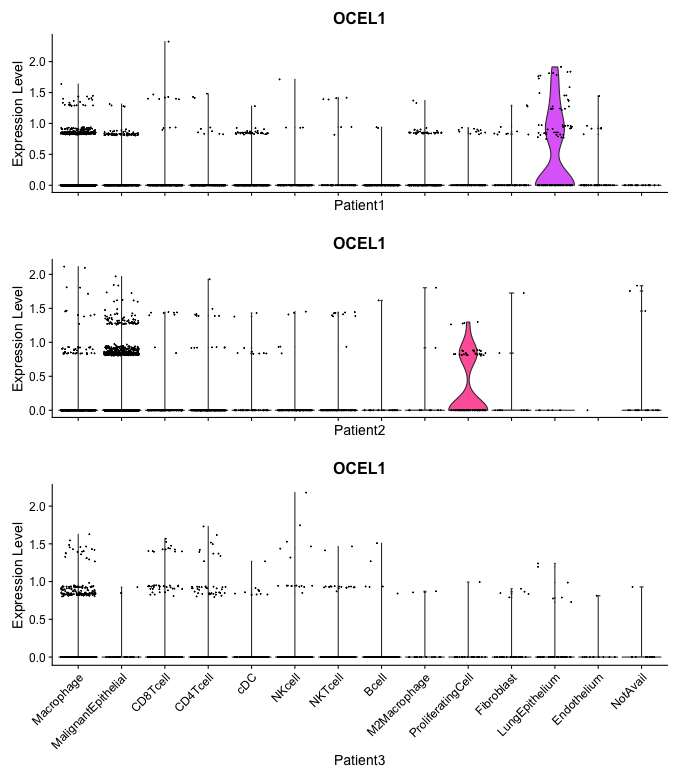 OCEL1
Expression Level
2.0
1.5
1.0
0.5
0.0
Patient1
OCEL1
Expression Level
2.0
1.5
1.0
0.5
0.0
Patient2
OCEL1
Expression Level
2.0
1.5
1.0
0.5
0.0
Macrophage
MalignantEpithelial
CD8Tcell
CD4Tcell
cDC
NKcell
NKTcell
Bcell
M2Macrophage
ProliferatingCell
Fibroblast
LungEpithelium
Endothelium
NotAvail
Patient3